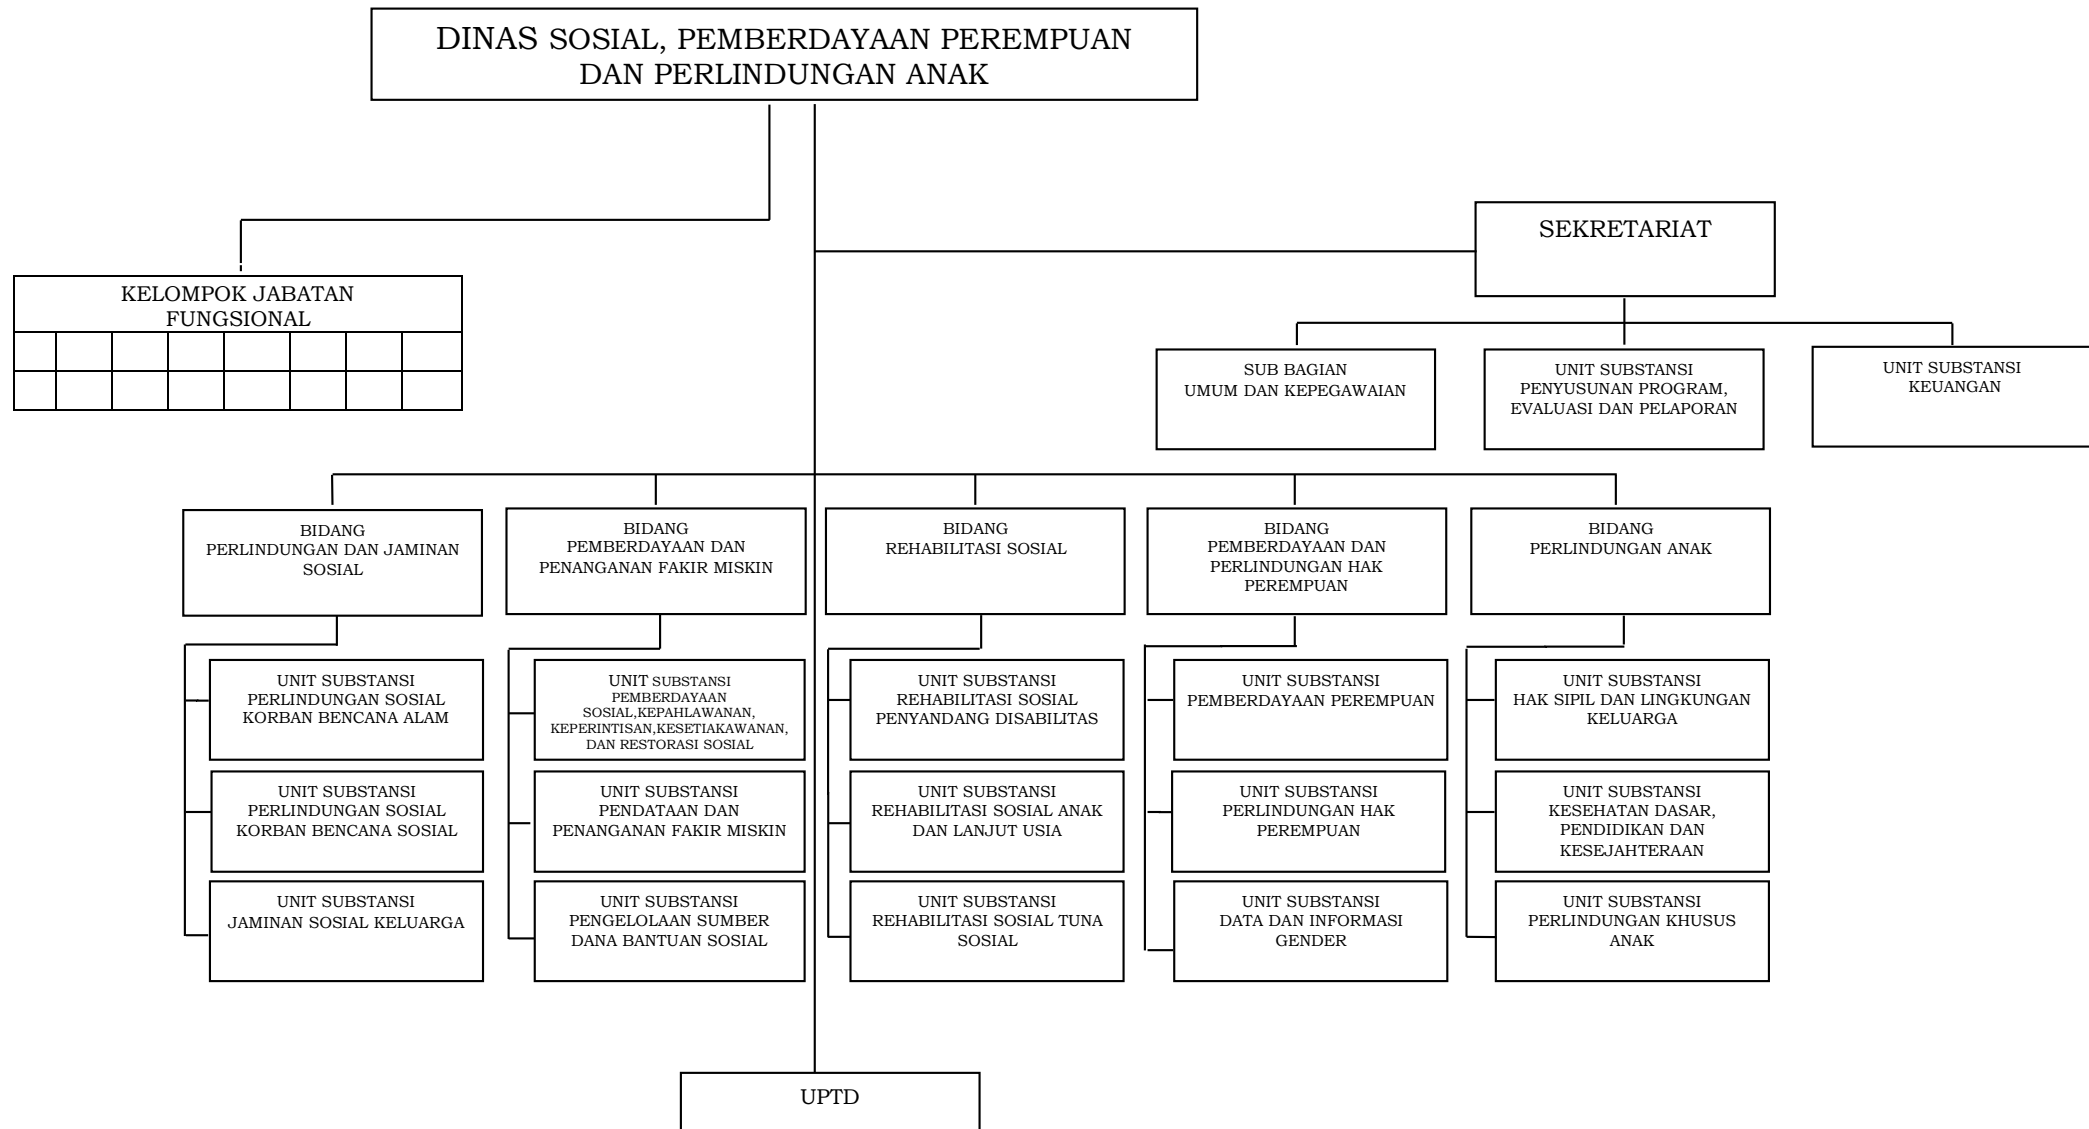 DINAS SOSIAL, PEMBERDAYAAN PEREMPUAN
DAN PERLINDUNGAN ANAK
SEKRETARIAT
KELOMPOK JABATAN
FUNGSIONAL
SUB BAGIAN
UMUM DAN KEPEGAWAIAN
UNIT SUBSTANSI
PENYUSUNAN PROGRAM,
EVALUASI DAN PELAPORAN
UNIT SUBSTANSI
KEUANGAN
BIDANG
PERLINDUNGAN DAN JAMINAN
SOSIAL
BIDANG
PEMBERDAYAAN DAN
PENANGANAN FAKIR MISKIN
BIDANG
REHABILITASI SOSIAL
BIDANG
PEMBERDAYAAN DAN
PERLINDUNGAN HAK
PEREMPUAN
BIDANG
PERLINDUNGAN ANAK
UNIT SUBSTANSI
PERLINDUNGAN SOSIAL
KORBAN BENCANA ALAM
UNIT SUBSTANSI
PEMBERDAYAAN
SOSIAL,KEPAHLAWANAN,
KEPERINTISAN,KESETIAKAWANAN,
DAN RESTORASI SOSIAL
UNIT SUBSTANSI
REHABILITASI SOSIAL
PENYANDANG DISABILITAS
UNIT SUBSTANSI
PEMBERDAYAAN PEREMPUAN
UNIT SUBSTANSI
HAK SIPIL DAN LINGKUNGAN
KELUARGA
UNIT SUBSTANSI
PERLINDUNGAN SOSIAL
KORBAN BENCANA SOSIAL
UNIT SUBSTANSI
PENDATAAN DAN
PENANGANAN FAKIR MISKIN
UNIT SUBSTANSI
REHABILITASI SOSIAL ANAK
DAN LANJUT USIA
UNIT SUBSTANSI
PERLINDUNGAN HAK
PEREMPUAN
UNIT SUBSTANSI
KESEHATAN DASAR,
PENDIDIKAN DAN
KESEJAHTERAAN
UNIT SUBSTANSI
JAMINAN SOSIAL KELUARGA
UNIT SUBSTANSI
PENGELOLAAN SUMBER
DANA BANTUAN SOSIAL
UNIT SUBSTANSI
REHABILITASI SOSIAL TUNA
SOSIAL
UNIT SUBSTANSI
DATA DAN INFORMASI
GENDER
UNIT SUBSTANSI
PERLINDUNGAN KHUSUS
ANAK
UPTD